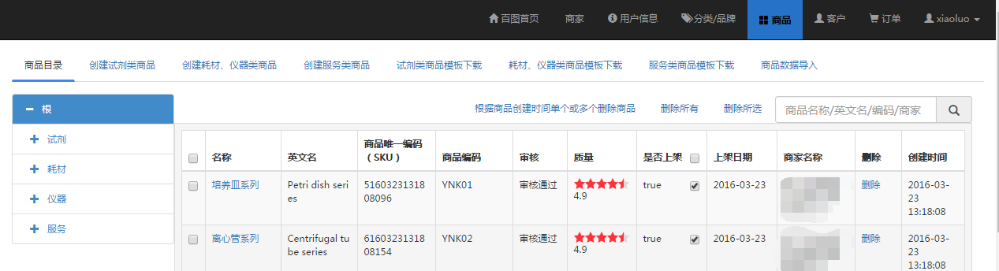 百图首页 商家 用户信息 分类/品牌 商品 客户 订单 xiaoluo
商品目录 创建试剂类商品 创建耗材、仪器类商品 创建服务类商品 试剂类商品模板下载 耗材、仪器类商品模板下载 服务类商品模板下载 商品数据导入
根
试剂
耗材
仪器
服务
根据商品创建时间单个或多个删除商品 删除所有 删除所选 商品名称/英文名/编码/商家
名称 英文名 商品唯一编码（SKU） 商品编码 审核 质量 是否上架 上架日期 商家名称 删除 创建时间
培养皿系列 Petri dish seri 51603231318 YNK01 审核通过 true 2016-03-23 删除 2016-03-
es 08096 4.9 23
13:18:08
离心管系列 Centrifugal tu 61603231318 YNK02 审核通过 true 2016-03-23 删除 2016-03-
be series 08154 4.9 23
13:18:08